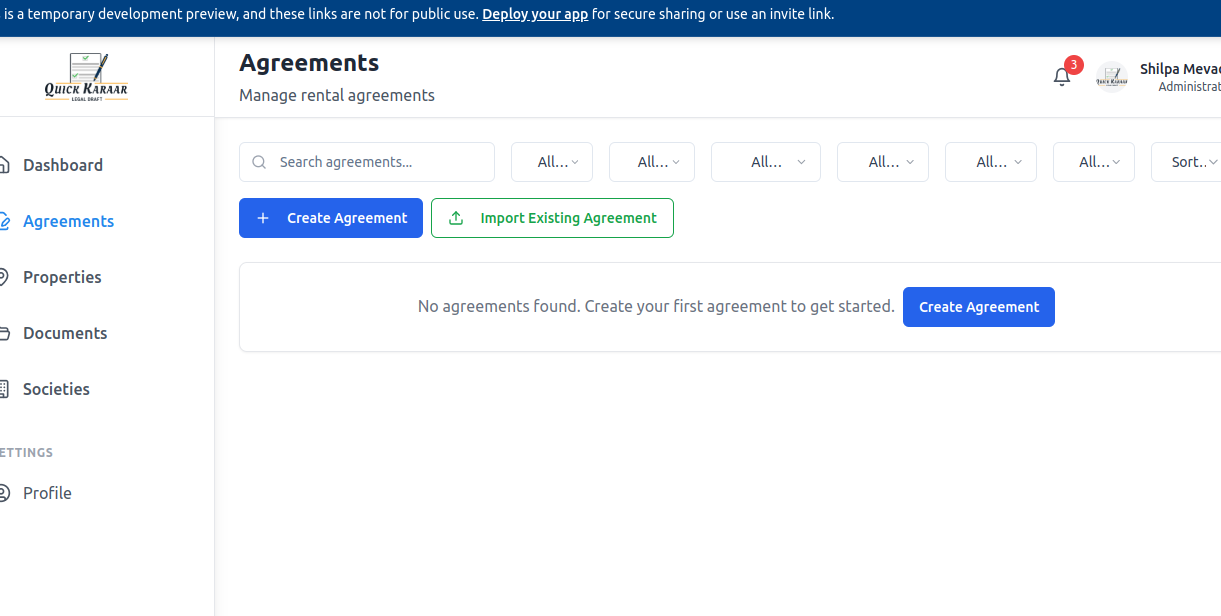 is a temporary development preview, and these links are not for public use. Deploy your app for secure sharing or use an invite link.
QUICK KARAAR
LEGAL DRAFT
Agreements
Manage rental agreements
3
Shilpa Mevac
Administrat
Dashboard
Agreements
Properties
Documents
Societies
ETTINGS
Profile
Search agreements...
All...
All...
All...
All...
All...
All...
Sort..
Create Agreement
Import Existing Agreement
No agreements found. Create your first agreement to get started.
Create Agreement